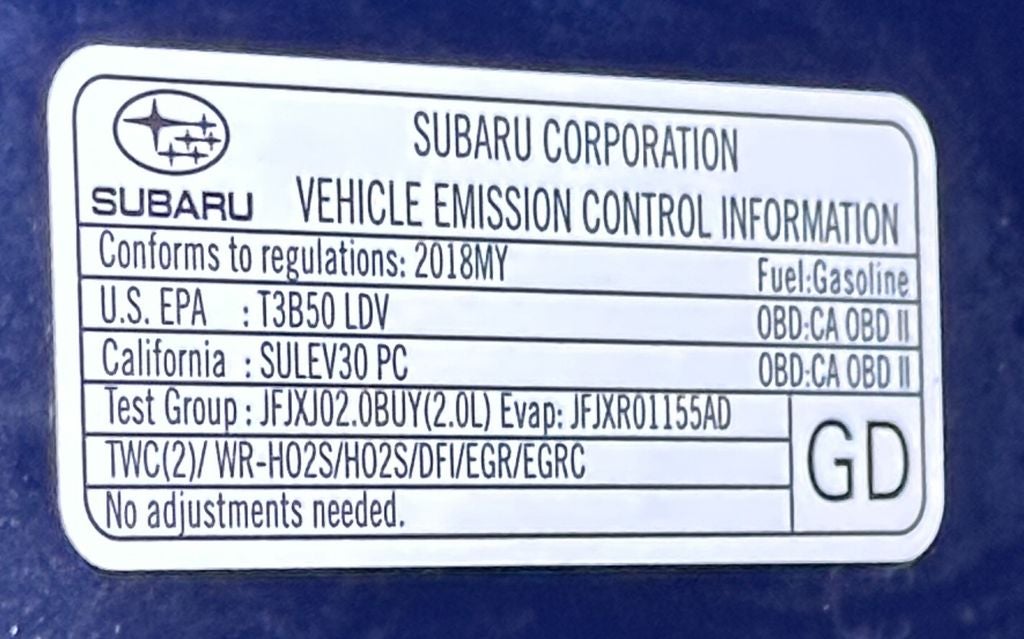 SUBARU CORPORATION
SUBARU VEHICLE EMISSION CONTROL INFORMATION
Conforms to regulations: 2018MY Fuel:Gasoline
U.S. EPA : T3B50 LDV OBD:CA OBD II
California : SULEV30 PC OBD:CA OBD II
Test Group : JFJXJ02.0BUY(2.0L) Evap: JFJXR01155AD
TWC(2)/ WR-HO2S/HO2S/DFI/EGR/EGRC
GD
No adjustments needed.